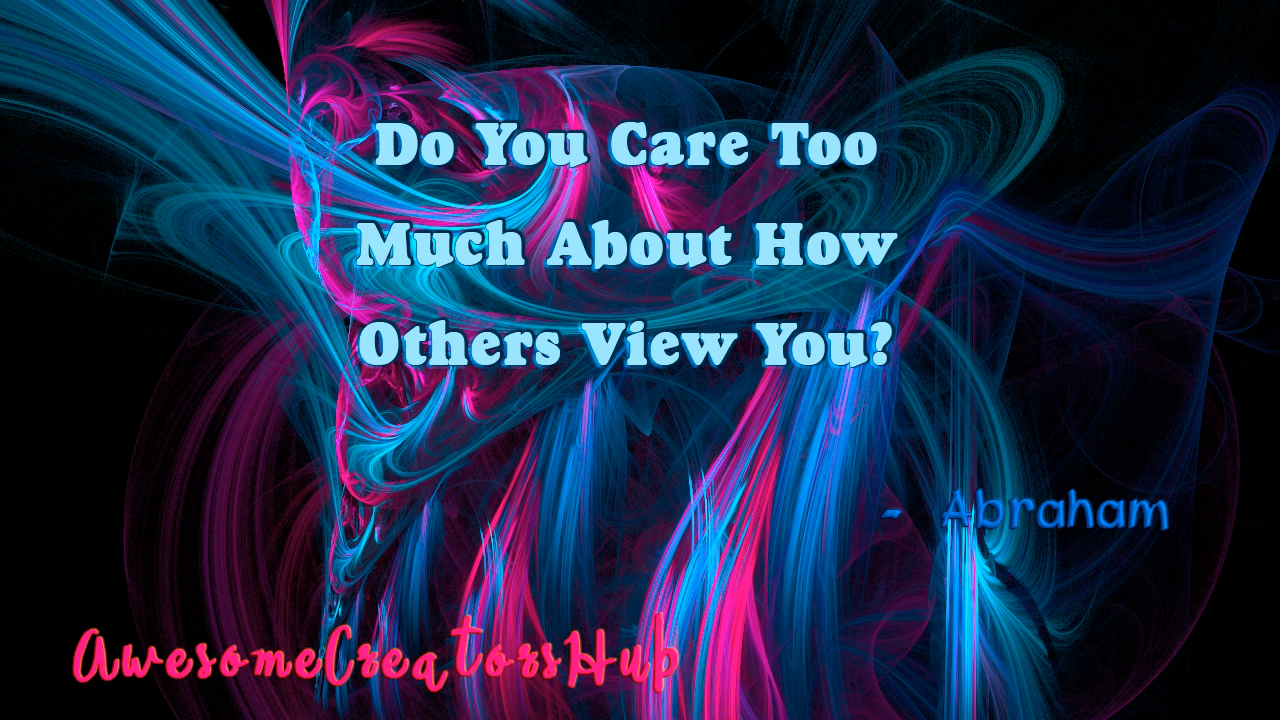 Do You Care Too
Much About How
Others View You?
- Abraham
AwesomeCreatorsHub